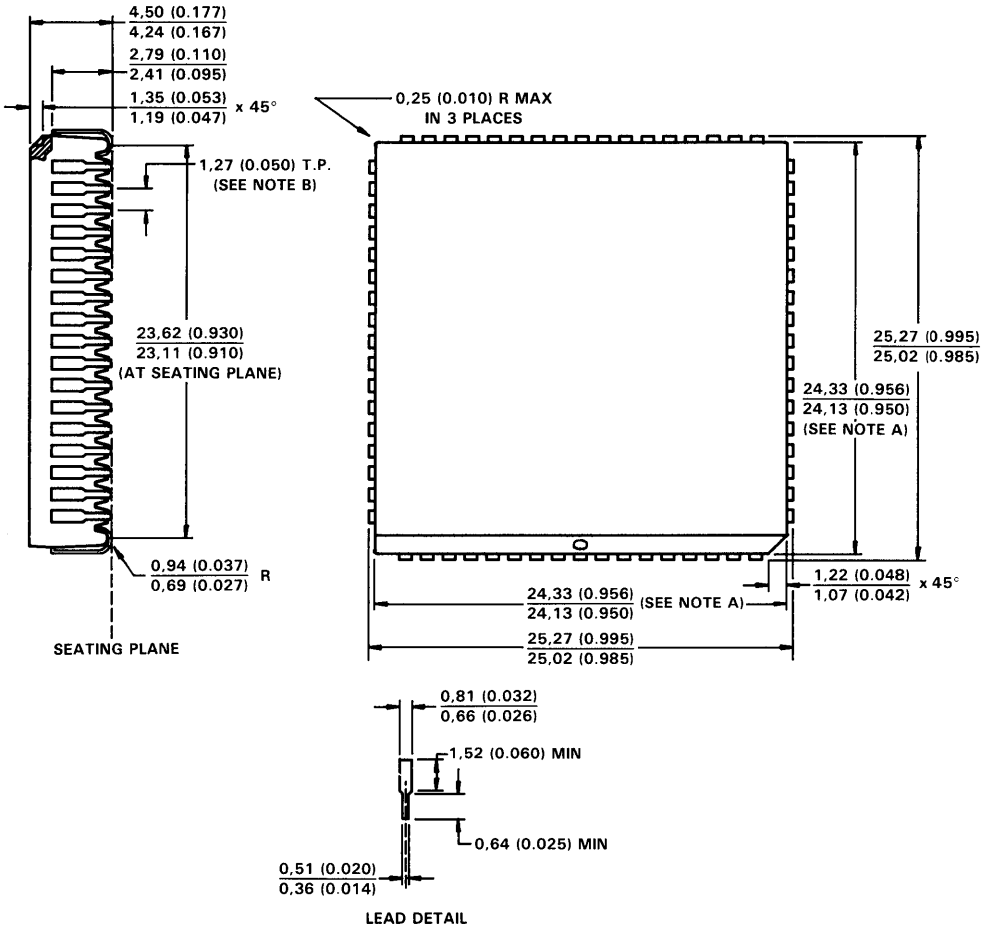 4,50 (0.177)
4,24 (0.167)
2,79 (0.110)
2,41 (0.095)
1,35 (0.053)
1,19 (0.047) x 45°
0,25 (0.010) R MAX
IN 3 PLACES
1,27 (0.050) T.P.
(SEE NOTE B)
23,62 (0.930)
23,11 (0.910)
(AT SEATING PLANE)
25,27 (0.995)
25,02 (0.985)
24,33 (0.956)
24,13 (0.950)
(SEE NOTE A)
0,94 (0.037)
0,69 (0.027) R
SEATING PLANE
1,22 (0.048)
1,07 (0.042) x 45°
24,33 (0.956)
24,13 (0.950) (SEE NOTE A)
25,27 (0.995)
25,02 (0.985)
0,81 (0.032)
0,66 (0.026)
1,52 (0.060) MIN
0,64 (0.025) MIN
0,51 (0.020)
0,36 (0.014)
LEAD DETAIL